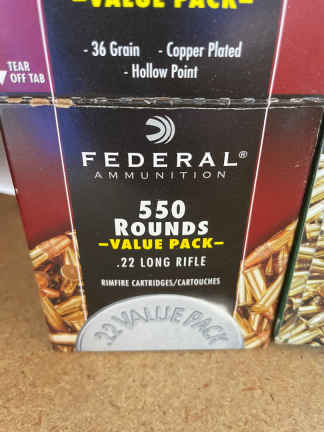 –VALUE PACK–
- 36 Grain - Copper Plated
- Hollow Point
TEAR
OFF TAB
FEDERAL®
AMMUNITION
550
ROUNDS
–VALUE PACK–
.22 LONG RIFLE
RIMFIRE CARTRIDGES/CARTOUCHES
.22 VALUE PACK